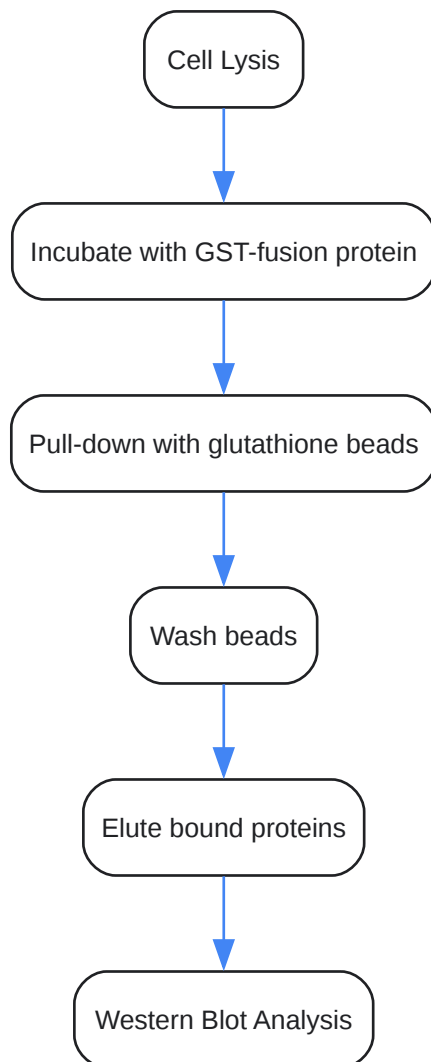 Cell Lysis
Incubate with GST-fusion protein
Pull-down with glutathione beads
Wash beads
Elute bound proteins
Western Blot Analysis